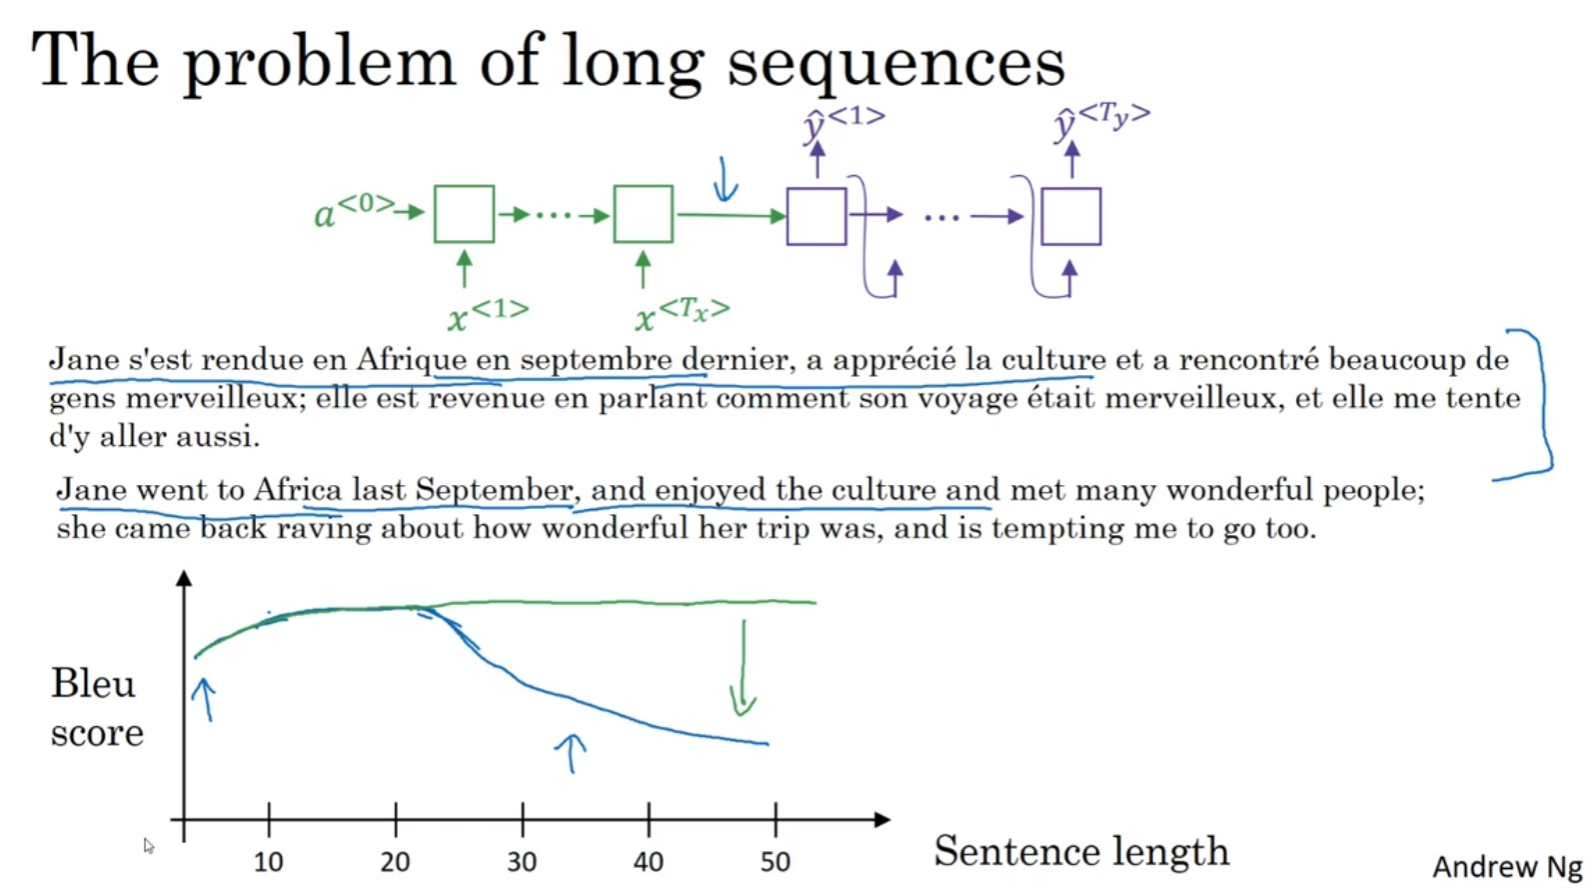 The problem of long sequences
ŷ<1> ŷ<Ty>
a<0>
x<1> x<Tx>
Jane s'est rendue en Afrique en septembre dernier, a apprécié la culture et a rencontré beaucoup de
gens merveilleux; elle est revenue en parlant comment son voyage était merveilleux, et elle me tente
d'y aller aussi.
Jane went to Africa last September, and enjoyed the culture and met many wonderful people;
she came back raving about how wonderful her trip was, and is tempting me to go too.
Bleu
score
10 20 30 40 50
Sentence length
Andrew Ng